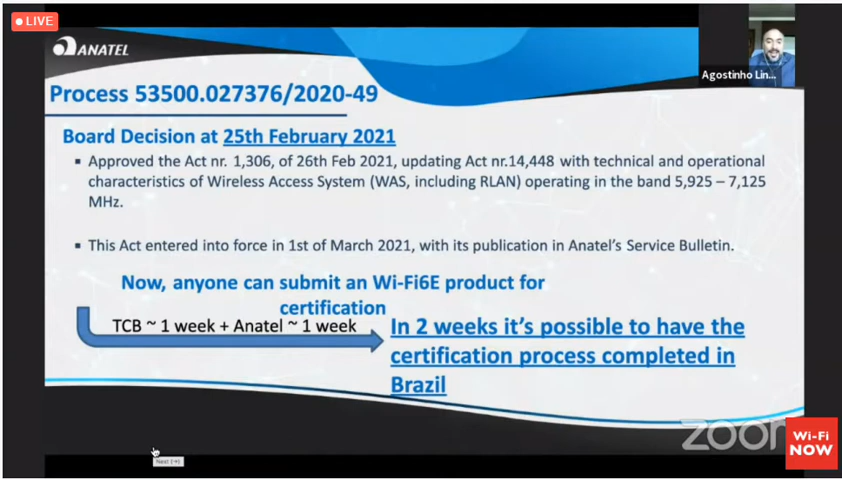 LIVE
ANATEL
Agostinho Lin...
Process 53500.027376/2020-49
Board Decision at 25th February 2021
▪ Approved the Act nr. 1,306, of 26th Feb 2021, updating Act nr.14,448 with technical and operational
characteristics of Wireless Access System (WAS, including RLAN) operating in the band 5,925 – 7,125
MHz.
▪ This Act entered into force in 1st of March 2021, with its publication in Anatel's Service Bulletin.
Now, anyone can submit an Wi-Fi6E product for
certification
TCB ~ 1 week + Anatel ~ 1 week
In 2 weeks it's possible to have the
certification process completed in
Brazil
zoom
Wi-Fi
NOW